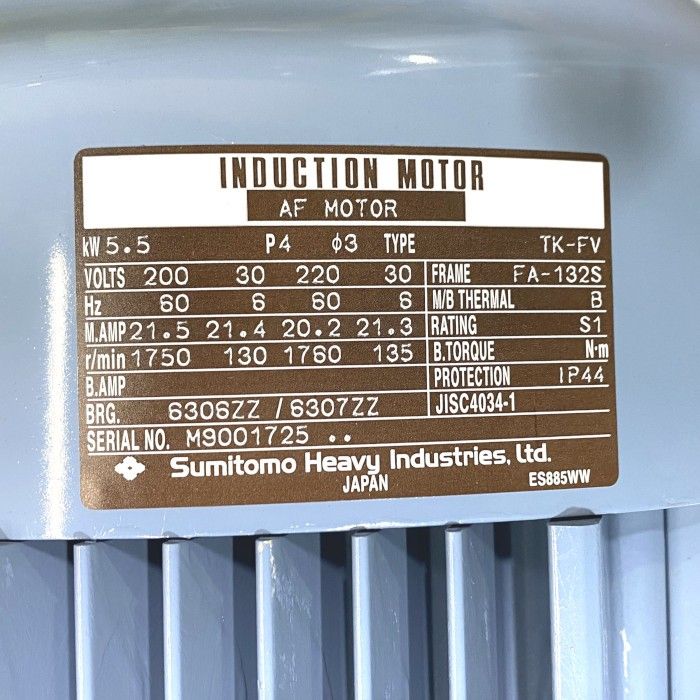 INDUCTION MOTOR
AF MOTOR
kW 5.5 P4 φ3 TYPE TK-FV
VOLTS 200 30 220 30 FRAME FA-132S
Hz 60 6 60 6 M/B THERMAL B
M.AMP 21.5 21.4 20.2 21.3 RATING S1
r/min 1750 130 1760 135 B.TORQUE N·m
B.AMP PROTECTION IP44
BRG. 6306ZZ / 6307ZZ JISC4034-1
SERIAL NO. M9001725 ••
Sumitomo Heavy Industries, Ltd.
JAPAN ES885WW